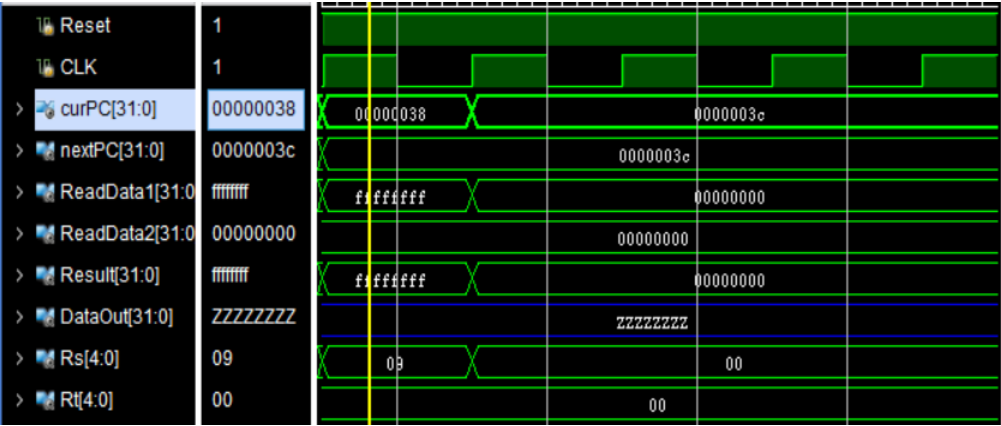 Reset 1
CLK 1
curPC[31:0] 00000038 00000038 0000003c
nextPC[31:0] 0000003c 0000003c
ReadData1[31:0 ffffffff ffffffff 00000000
ReadData2[31:0 00000000 00000000
Result[31:0] ffffffff ffffffff 00000000
DataOut[31:0] ZZZZZZZZ ZZZZZZZZ
Rs[4:0] 09 09 00
Rt[4:0] 00 00